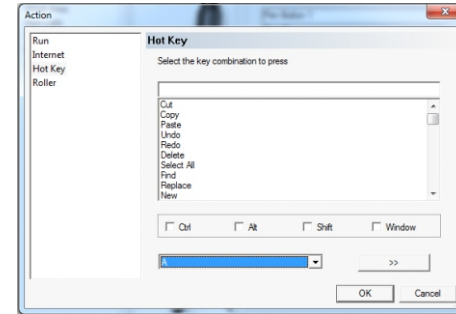 Action
Run
Internet
Hot Key
Roller
Hot Key
Select the key combination to press
Cut
Copy
Paste
Undo
Redo
Delete
Select All
Find
Replace
New
Ctrl Alt Shift Window
A
>>
OK Cancel